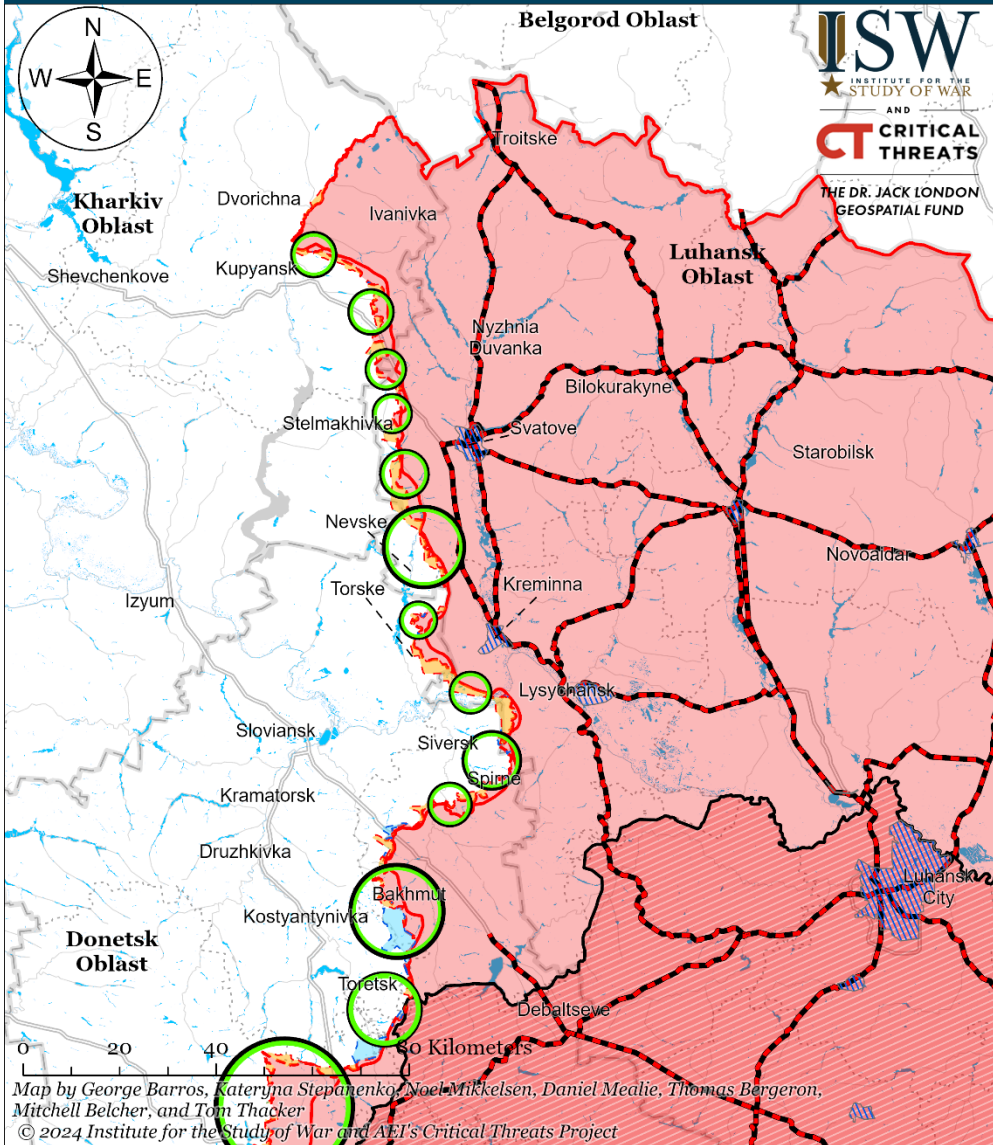 Belgorod Oblast
N
W
E
S
ISW
INSTITUTE FOR THE
STUDY OF WAR
AND
CT CRITICAL
THREATS
THE DR. JACK LONDON
GEOSPATIAL FUND
Troitske
Kharkiv
Oblast
Dvorichna
Ivanivka
Luhansk
Oblast
Shevchenkove
Kupyansk
Nyzhnia
Duvanka
Bilokurakyne
Stelmakhivka
Svatove
Starobilsk
Nevske
Novoaidar
Torske
Kreminna
Izyum
Lysychansk
Sloviansk
Siversk
Spirne
Kramatorsk
Druzhkivka
Luhansk
City
Bakhmut
Kostyantynivka
Donetsk
Oblast
Toretsk
Debaltseve
0 20 40 80 Kilometers
Map by George Barros, Kateryna Stepanenko, Noel Mikkelsen, Daniel Mealie, Thomas Bergeron,
Mitchell Belcher, and Tom Thacker
© 2024 Institute for the Study of War and AEI's Critical Threats Project